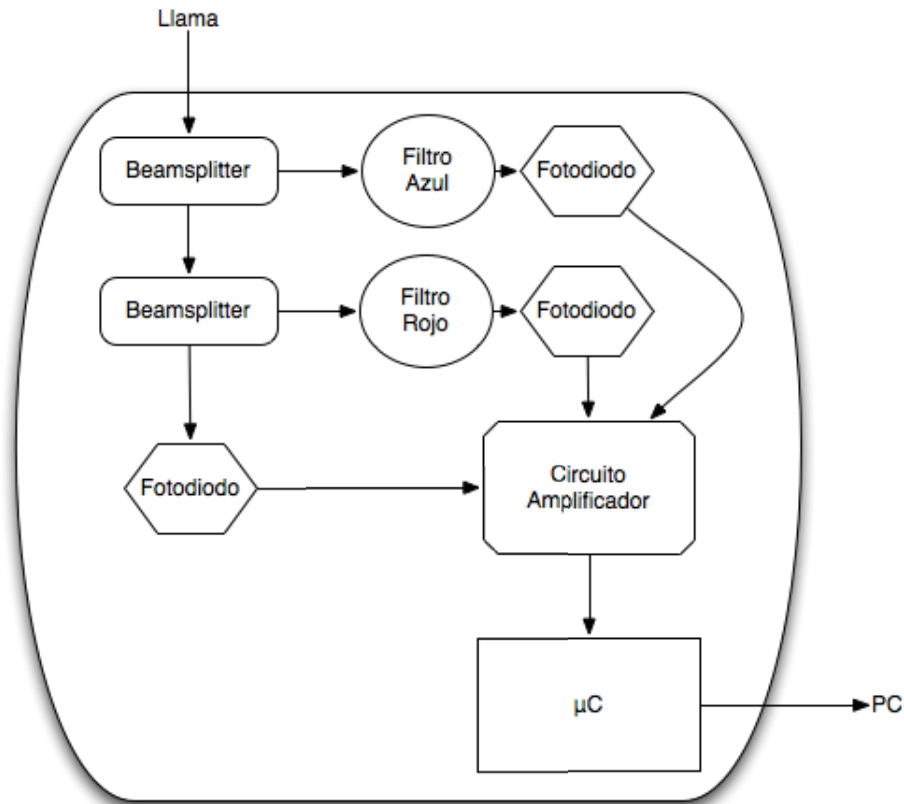 Llama
Beamsplitter
Filtro
Azul
Fotodiodo
Beamsplitter
Filtro
Rojo
Fotodiodo
Fotodiodo
Circuito
Amplificador
µC
PC